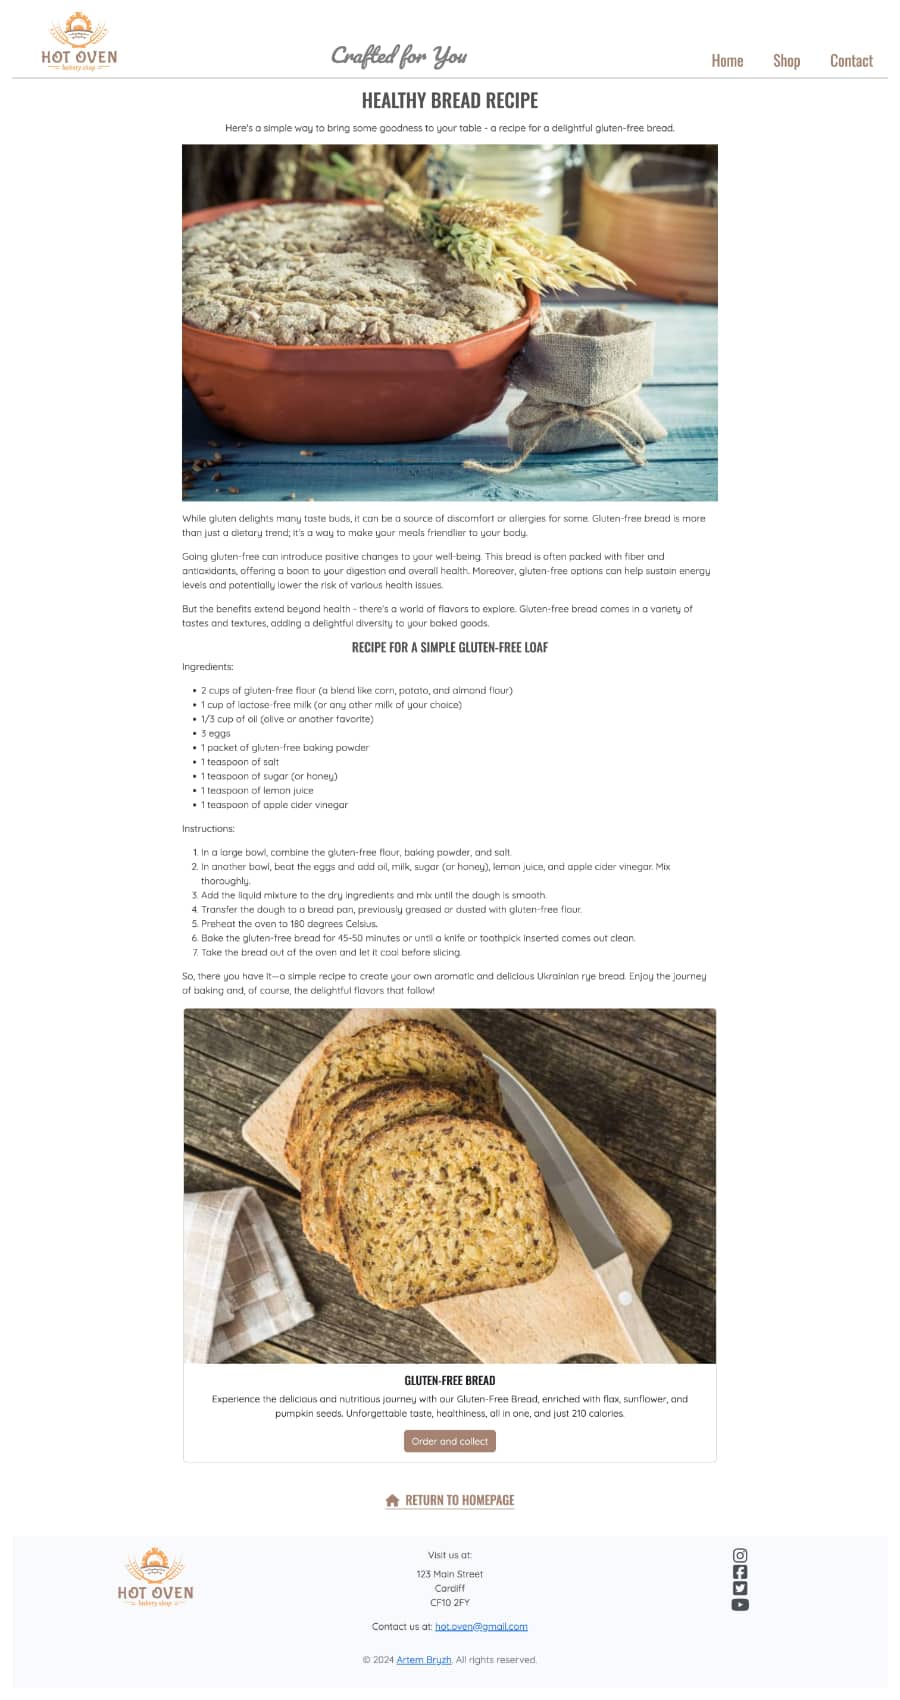 HOT OVEN
bakery shop
Crafted for You
Home
Shop
Contact
HEALTHY BREAD RECIPE
Here's a simple way to bring some goodness to your table - a recipe for a delightful gluten-free bread.
While gluten delights many taste buds, it can be a source of discomfort or allergies for some. Gluten-free bread is more
than just a dietary trend; it's a way to make your meals friendlier to your body.
Going gluten-free can introduce positive changes to your well-being. This bread is often packed with fiber and
antioxidants, offering a boon to your digestion and overall health. Moreover, gluten-free options can help sustain energy
levels and potentially lower the risk of various health issues.
But the benefits extend beyond health - there's a world of flavors to explore. Gluten-free bread comes in a variety of
tastes and textures, adding a delightful diversity to your baked goods.
RECIPE FOR A SIMPLE GLUTEN-FREE LOAF
Ingredients:
• 2 cups of gluten-free flour (a blend like corn, potato, and almond flour)
• 1 cup of lactose-free milk (or any other milk of your choice)
• 1/3 cup of oil (olive or another favorite)
• 3 eggs
• 1 packet of gluten-free baking powder
• 1 teaspoon of salt
• 1 teaspoon of sugar (or honey)
• 1 teaspoon of lemon juice
• 1 teaspoon of apple cider vinegar
Instructions:
1. In a large bowl, combine the gluten-free flour, baking powder, and salt.
2. In another bowl, beat the eggs and add oil, milk, sugar (or honey), lemon juice, and apple cider vinegar. Mix
thoroughly.
3. Add the liquid mixture to the dry ingredients and mix until the dough is smooth.
4. Transfer the dough to a bread pan, previously greased or dusted with gluten-free flour.
5. Preheat the oven to 180 degrees Celsius.
6. Bake the gluten-free bread for 45-50 minutes or until a knife or toothpick inserted comes out clean.
7. Take the bread out of the oven and let it cool before slicing.
So, there you have it—a simple recipe to create your own aromatic and delicious Ukrainian rye bread. Enjoy the journey
of baking and, of course, the delightful flavors that follow!
GLUTEN-FREE BREAD
Experience the delicious and nutritious journey with our Gluten-Free Bread, enriched with flax, sunflower, and
pumpkin seeds. Unforgettable taste, healthiness, all in one, and just 210 calories.
Order and collect
RETURN TO HOMEPAGE
HOT OVEN
bakery shop
Visit us at:
123 Main Street
Cardiff
CF10 2FY
Contact us at: hot.oven@gmail.com
© 2024 Artem Bryzh. All rights reserved.